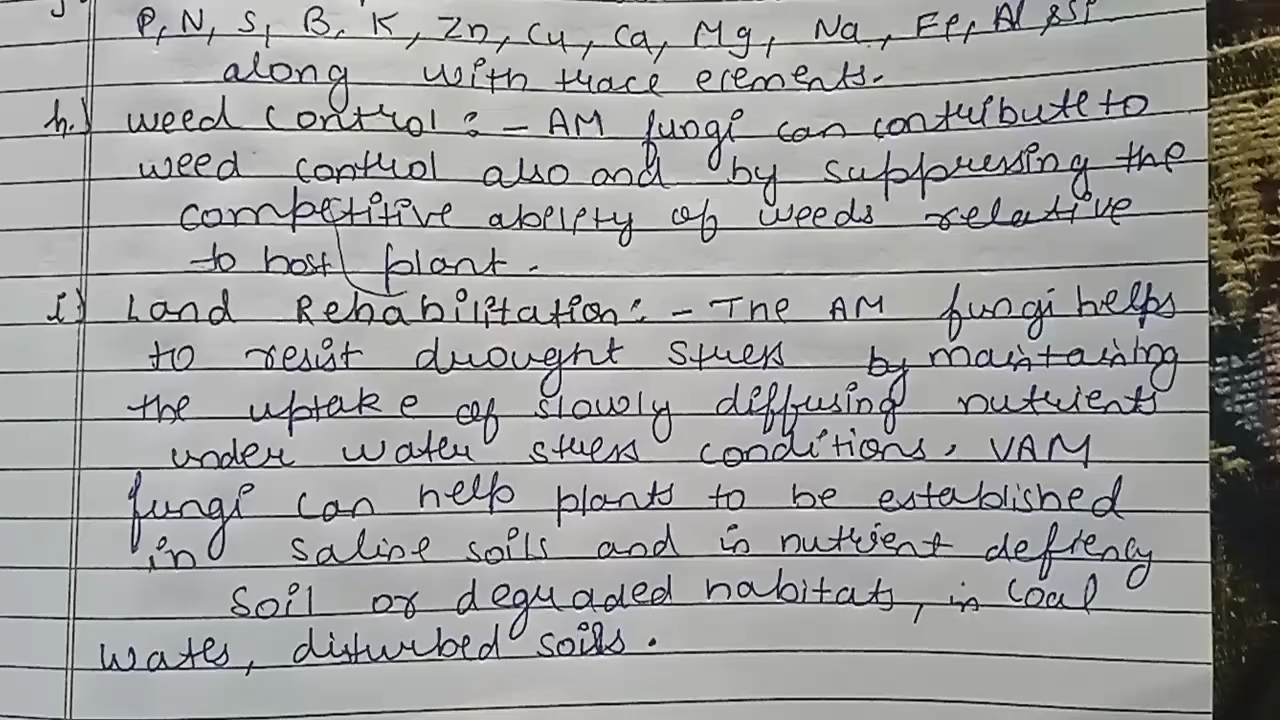 P, N, S, B, K, Zn, Cu, Ca, Mg, Na, Fe, Al & Si
along with trace elements.
h.) Weed Control :- AM fungi can contribute to
weed control also and by suppressing the
competitive ability of weeds relative
to host plant.
i) Land Rehabilitation :- The AM fungi helps
to resist drought stress by maintaining
the uptake of slowly diffusing nutrients
under water stress conditions. VAM
fungi can help plants to be established
in saline soils and in nutrient defiency
soil or degraded habitats, in coal
wates, disturbed soils.